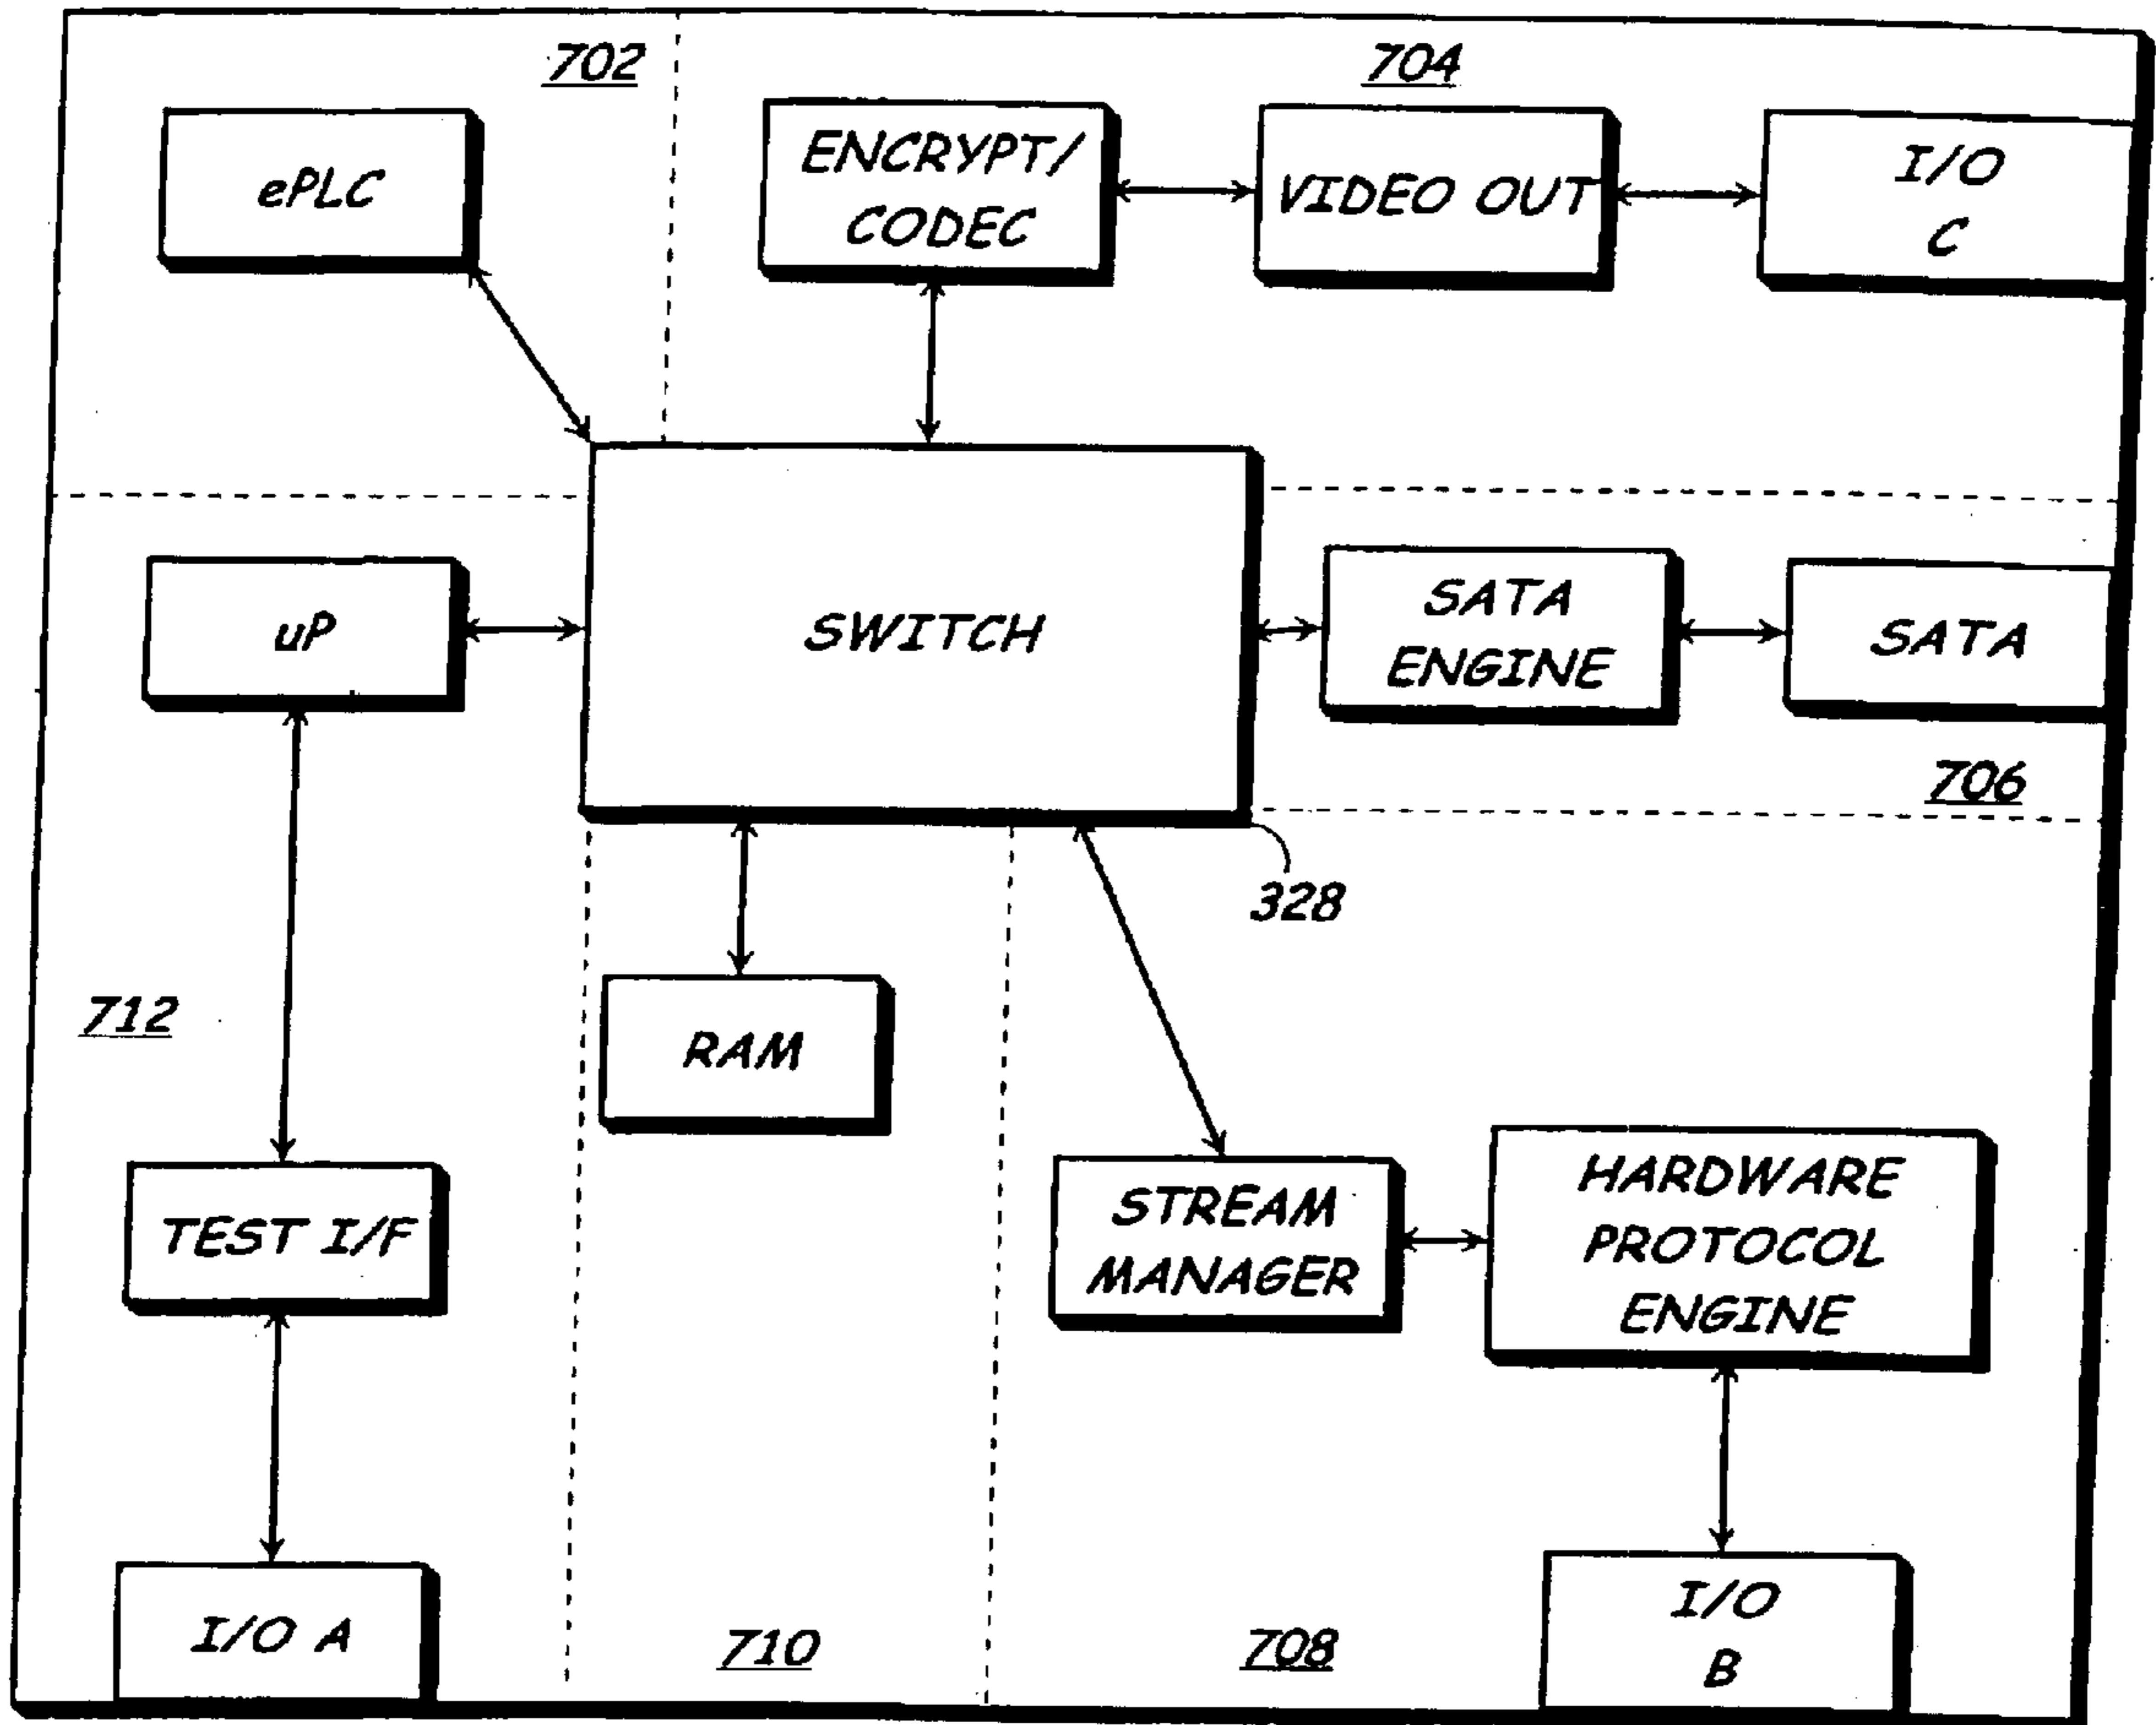 702
704
ePLC
ENCRYPT/
CODEC
VIDEO OUT
I/O
C
uP
SWITCH
SATA
ENGINE
SATA
706
328
712
RAM
TEST I/F
STREAM
MANAGER
HARDWARE
PROTOCOL
ENGINE
I/O A
710
708
I/O
B